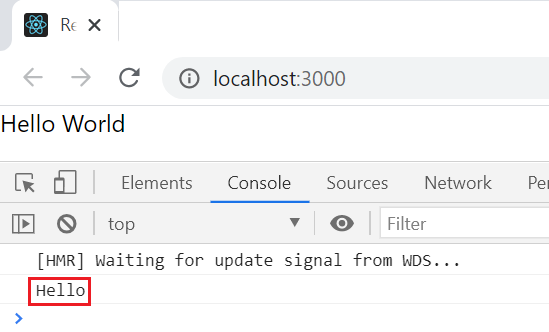 Re
localhost:3000
Hello World
Elements Console Sources Network Pe
top Filter
[HMR] Waiting for update signal from WDS...
Hello